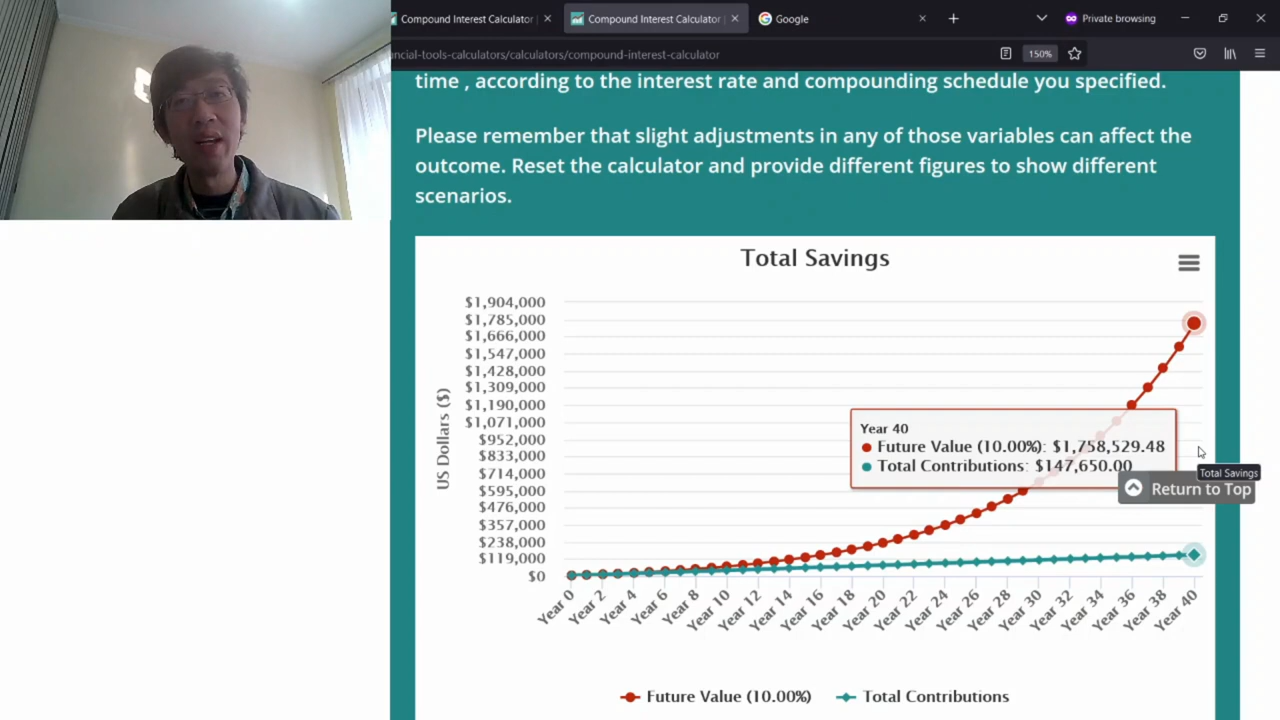 Compound Interest Calculator
Compound Interest Calculator
Google
Private browsing
ncial-tools-calculators/calculators/compound-interest-calculator
150%
time , according to the interest rate and compounding schedule you specified.
Please remember that slight adjustments in any of those variables can affect the
outcome. Reset the calculator and provide different figures to show different
scenarios.
Total Savings
US Dollars ($)
$1,904,000
$1,785,000
$1,666,000
$1,547,000
$1,428,000
$1,309,000
$1,190,000
$1,071,000
$952,000
$833,000
$714,000
$595,000
$476,000
$357,000
$238,000
$119,000
$0
Year 40
Future Value (10.00%): $1,758,529.48
Total Contributions: $147,650.00
Total Savings
Return to Top
Year 0
Year 2
Year 4
Year 6
Year 8
Year 10
Year 12
Year 14
Year 16
Year 18
Year 20
Year 22
Year 24
Year 26
Year 28
Year 30
Year 32
Year 34
Year 36
Year 38
Year 40
Future Value (10.00%)
Total Contributions